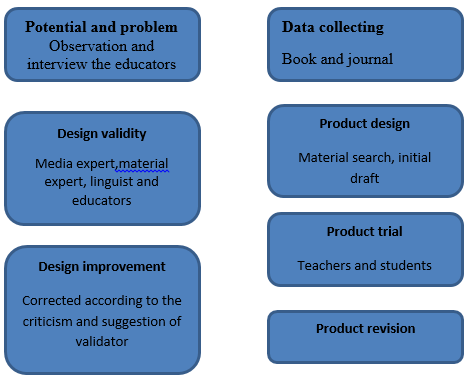 Potential and problem
Observation and
interview the educators
Data collecting
Book and journal
Design validity
Media expert,material
expert, linguist and
educators
Product design
Material search, initial
draft
Design improvement
Corrected according to the
criticism and suggestion of
validator
Product trial
Teachers and students
Product revision